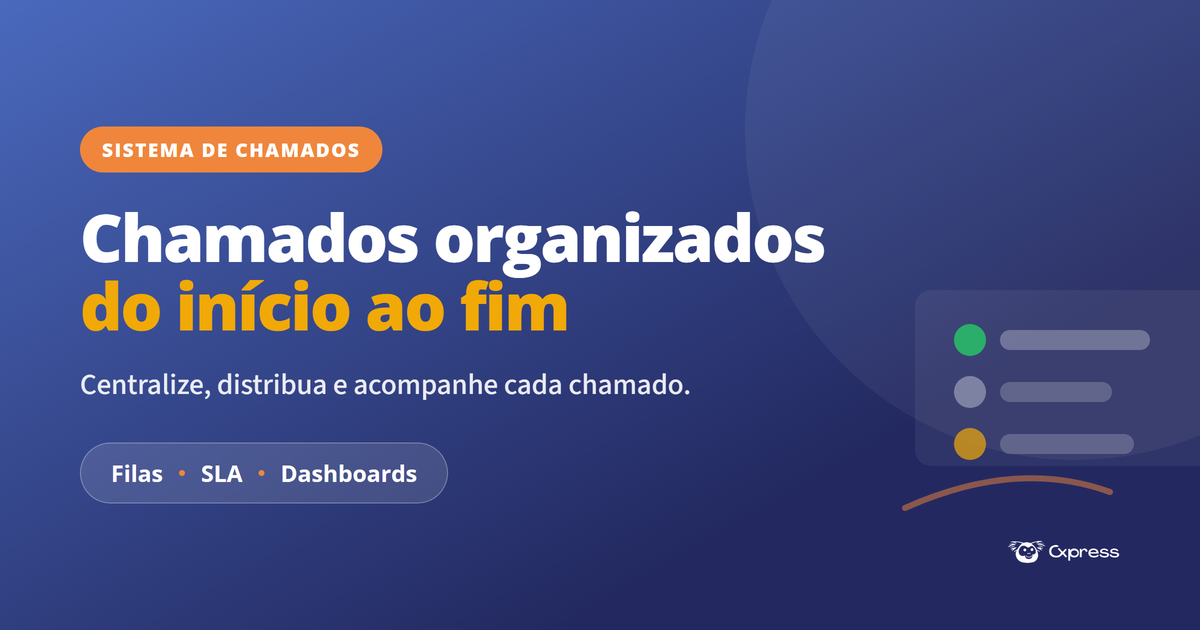 SISTEMA DE CHAMADOS
Chamados organizados
do início ao fim
Centralize, distribua e acompanhe cada chamado.
Filas • SLA • Dashboards
Cxpress